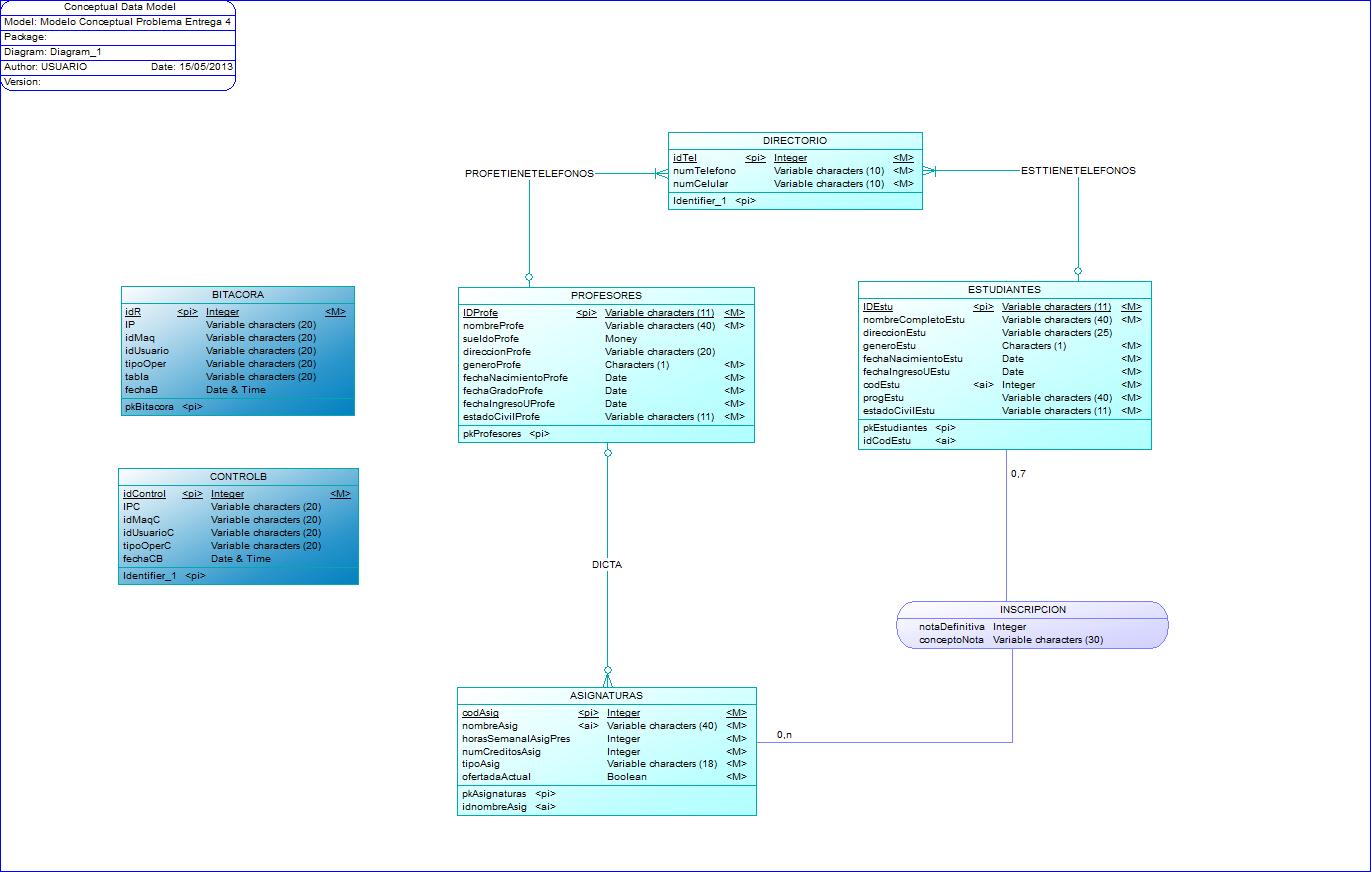 Conceptual Data Model
Model: Modelo Conceptual Problema Entrega 4
Package:
Diagram: Diagram_1
Author: USUARIO Date: 15/05/2013
Version:
DIRECTORIO
idTel <pi> Integer <M>
numTelefono Variable characters (10) <M>
numCelular Variable characters (10) <M>
Identifier_1 <pi>
PROFETIENETELEFONOS
ESTTIENETELEFONOS
BITACORA
idR <pi> Integer <M>
IP Variable characters (20)
idMaq Variable characters (20)
idUsuario Variable characters (20)
tipoOper Variable characters (20)
tabla Variable characters (20)
fechaB Date & Time
pkBitacora <pi>
PROFESORES
IDProfe <pi> Variable characters (11) <M>
nombreProfe Variable characters (40) <M>
sueldoProfe Money
direccionProfe Variable characters (20)
generoProfe Characters (1) <M>
fechaNacimientoProfe Date <M>
fechaGradoProfe Date <M>
fechaIngresoUProfe Date <M>
estadoCivilProfe Variable characters (11) <M>
pkProfesores <pi>
ESTUDIANTES
IDEstu <pi> Variable characters (11) <M>
nombreCompletoEstu Variable characters (40) <M>
direccionEstu Variable characters (25)
generoEstu Characters (1) <M>
fechaNacimientoEstu Date <M>
fechaIngresoUEstu Date <M>
codEstu <ai> Integer <M>
progEstu Variable characters (40) <M>
estadoCivilEstu Variable characters (11) <M>
pkEstudiantes <pi>
idCodEstu <ai>
CONTROLB
idControl <pi> Integer <M>
IPC Variable characters (20)
idMaqC Variable characters (20)
idUsuarioC Variable characters (20)
tipoOperC Variable characters (20)
fechaCB Date & Time
Identifier_1 <pi>
0,7
DICTA
INSCRIPCION
notaDefinitiva Integer
conceptoNota Variable characters (30)
ASIGNATURAS
codAsig <pi> Integer <M>
nombreAsig <ai> Variable characters (40) <M>
horasSemanalAsigPres Integer <M>
numCreditosAsig Integer <M>
tipoAsig Variable characters (18) <M>
ofertadaActual Boolean <M>
pkAsignaturas <pi>
idnombreAsig <ai>
0,n